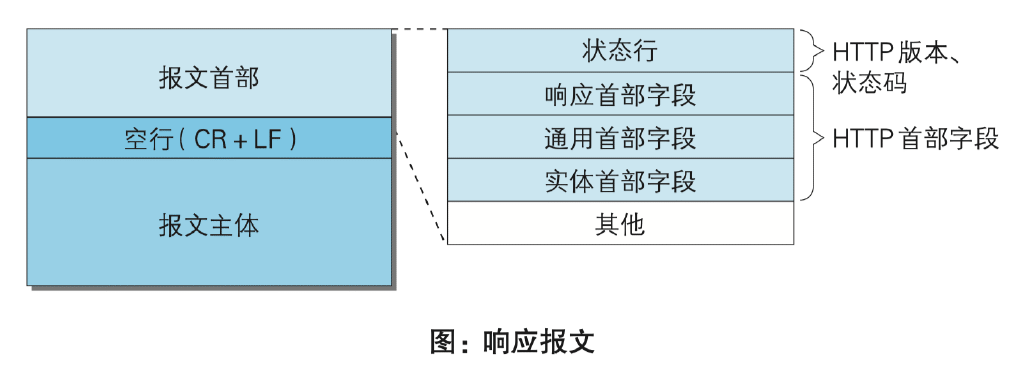 报文首部
空行(CR+LF)
报文主体
状态行
响应首部字段
通用首部字段
实体首部字段
其他
HTTP 版本、
状态码
HTTP 首部字段
图：响应报文